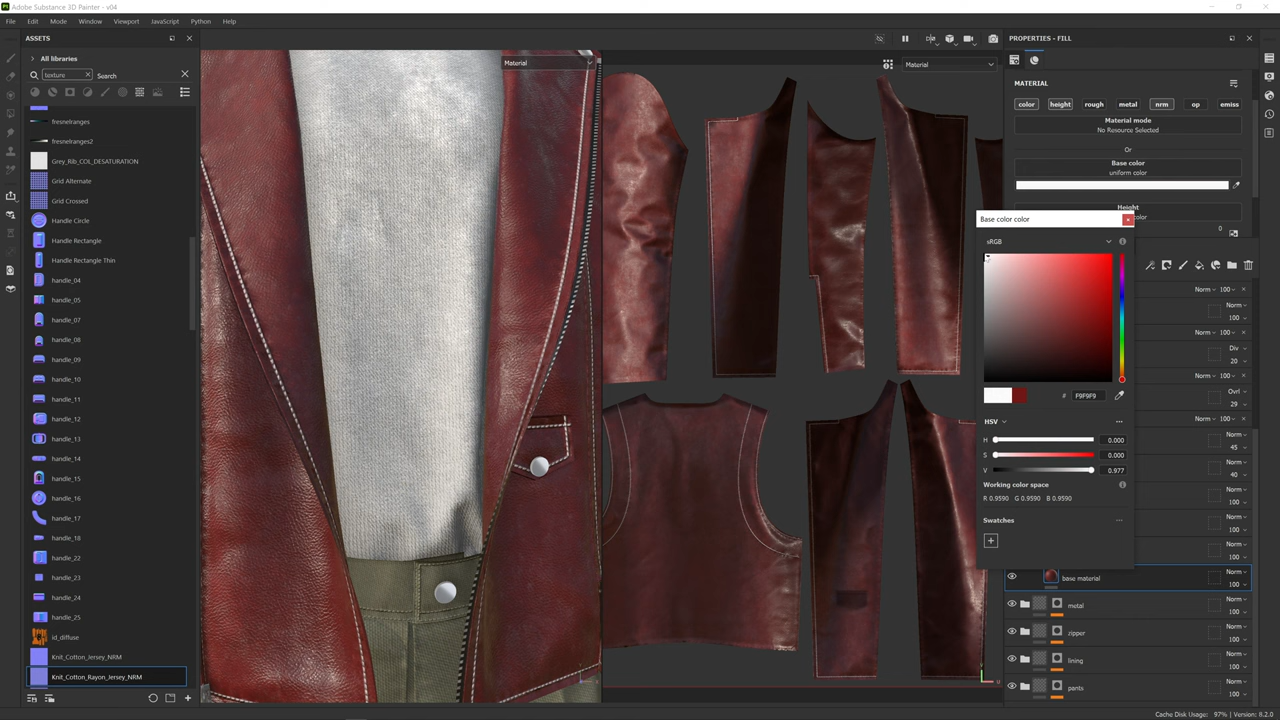 Adobe Substance 3D Painter - v04
File Edit Mode Window Viewport JavaScript Python Help
ASSETS
All libraries
texture × Search
fresnelranges
fresnelranges2
Grey_Rib_COL_DESATURATION
Grid Alternate
Grid Crossed
Handle Circle
Handle Rectangle
Handle Rectangle Thin
handle_04
handle_05
handle_07
handle_08
handle_09
handle_10
handle_11
handle_12
handle_13
handle_14
handle_15
handle_16
handle_17
handle_18
handle_22
handle_23
handle_24
handle_25
id_diffuse
Knit_Cotton_Jersey_NRM
Knit_Cotton_Rayon_Jersey_NRM
Material
Material
PROPERTIES - FILL
MATERIAL
color height rough metal nrm op emiss
Material mode
No Resource Selected
Or
Base color
uniform color
Height
color
0
Base color color
sRGB
# F9F9F9
HSV
H 0.000
S 0.000
V 0.977
Working color space
R 0.9590 G 0.9590 B 0.9590
Swatches
Norm 100
Norm
100
Norm 100
Div
20
Norm 100
Ovrl
29
Norm 100
Norm
45
Norm
40
Norm
100
Norm
100
Norm
100
base material
Norm
100
metal
Norm
100
zipper
Norm
100
lining
Norm
100
pants
Norm
100
U
Cache Disk Usage: 97% | Version: 8.2.0